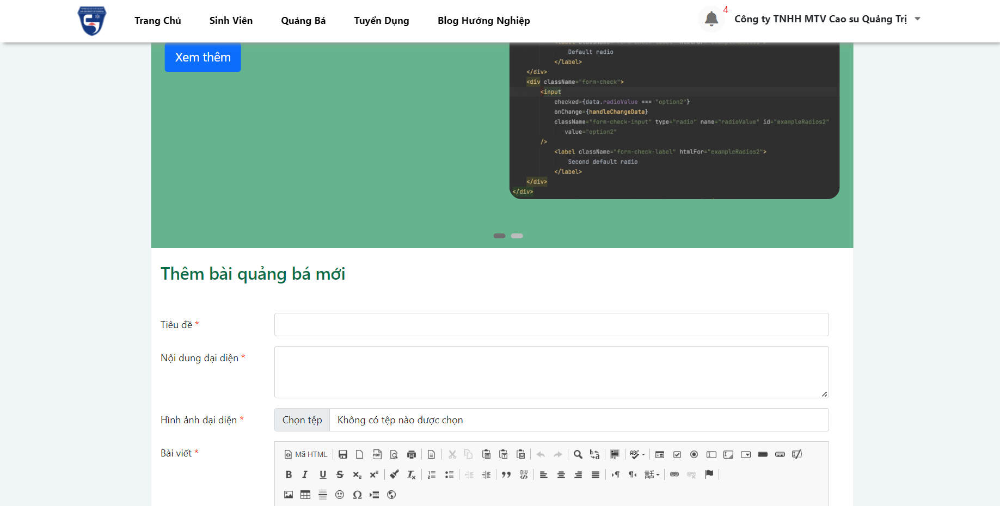 Trang Chủ Sinh Viên Quảng Bá Tuyển Dụng Blog Hướng Nghiệp 4 Công ty TNHH MTV Cao su Quảng Trị
Xem thêm
Default radio
</label>
</div>
<div className="form-check">
<input
checked={data.radioValue === "option2"}
onChange={handleChangeData}
className="form-check-input" type="radio" name="radioValue" id="exampleRadios2"
value="option2"
/>
<label className="form-check-label" htmlFor="exampleRadios2">
Second default radio
</label>
</div>
</div>
Thêm bài quảng bá mới
Tiêu đề *
Nội dung đại diện *
Hình ảnh đại diện * Chọn tệp Không có tệp nào được chọn
Bài viết * Mã HTML